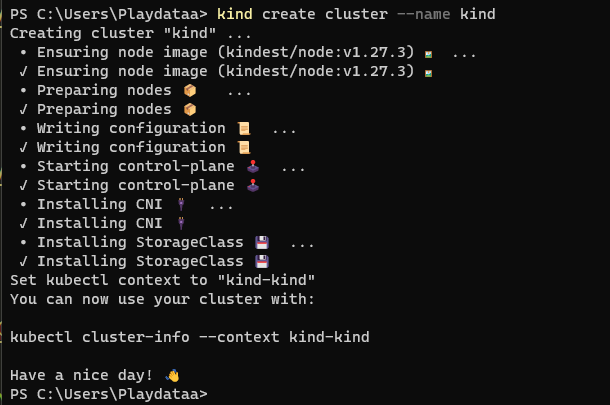 PS C:\Users\Playdataa> kind create cluster --name kind
Creating cluster "kind" ...
 • Ensuring node image (kindest/node:v1.27.3) 🖼  ...
 ✓ Ensuring node image (kindest/node:v1.27.3) 🖼
 • Preparing nodes 📦   ...
 ✓ Preparing nodes 📦
 • Writing configuration 📜  ...
 ✓ Writing configuration 📜
 • Starting control-plane 🕹️  ...
 ✓ Starting control-plane 🕹️
 • Installing CNI 🔌  ...
 ✓ Installing CNI 🔌
 • Installing StorageClass 💾  ...
 ✓ Installing StorageClass 💾
Set kubectl context to "kind-kind"
You can now use your cluster with:

kubectl cluster-info --context kind-kind

Have a nice day! 👋
PS C:\Users\Playdataa>